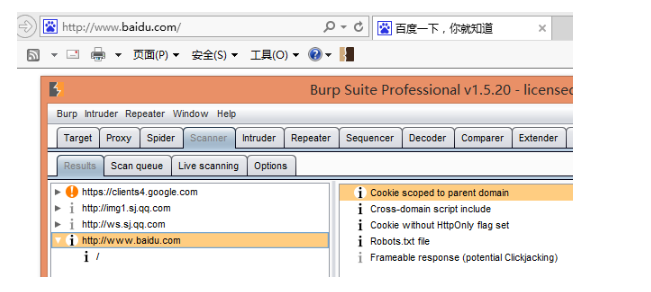 http://www.baidu.com/ 百度一下，你就知道
页面(P) 安全(S) 工具(O)
Burp Suite Professional v1.5.20 - licensed
Burp Intruder Repeater Window Help
Target Proxy Spider Scanner Intruder Repeater Sequencer Decoder Comparer Extender
Results Scan queue Live scanning Options
https://clients4.google.com
http://img1.sj.qq.com
http://ws.sj.qq.com
http://www.baidu.com
/
Cookie scoped to parent domain
Cross-domain script include
Cookie without HttpOnly flag set
Robots.txt file
Frameable response (potential Clickjacking)